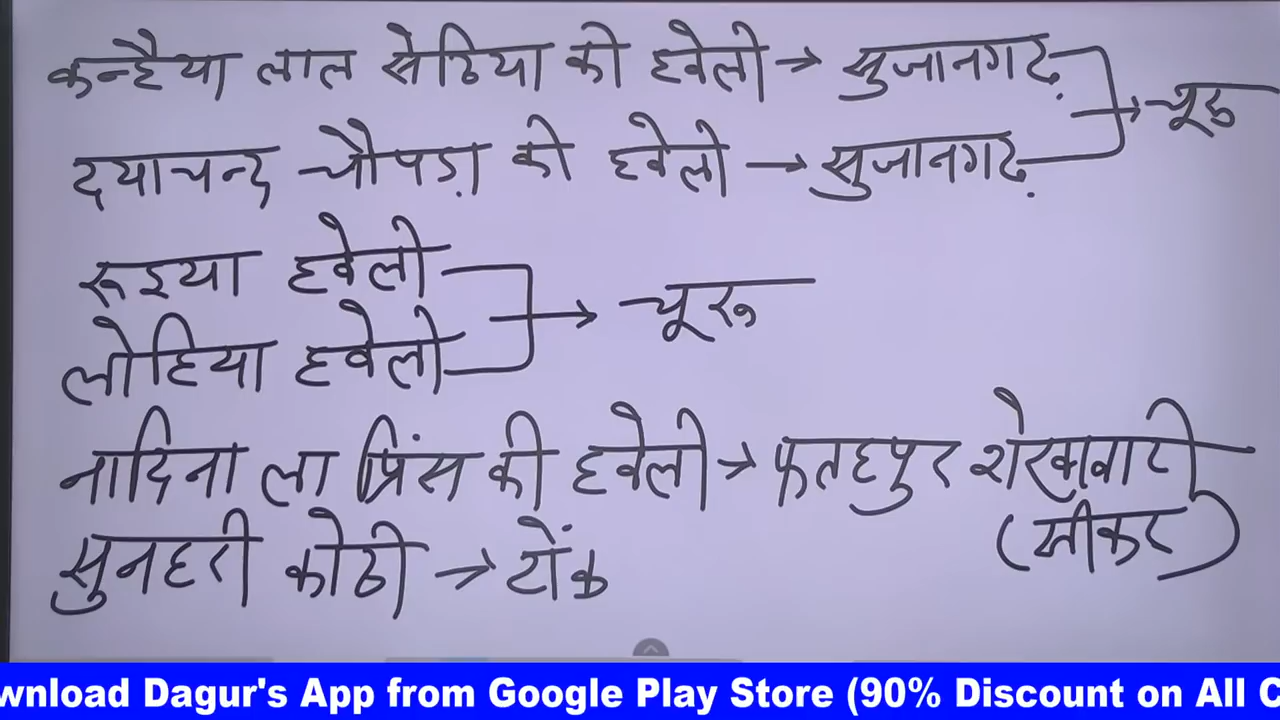 कन्हैया लाल सेठिया की हवेली → सुजानगढ़
→ चूरू
दयाचन्द चौपड़ा की हवेली → सुजानगढ़
रूइया हवेली
→ चूरू
लोहिया हवेली
नादिना ला प्रिंस की हवेली → फतहपुर शेखावाटी
(सीकर)
सुनहरी कोठी → टोंक
wnload Dagur's App from Google Play Store (90% Discount on All C